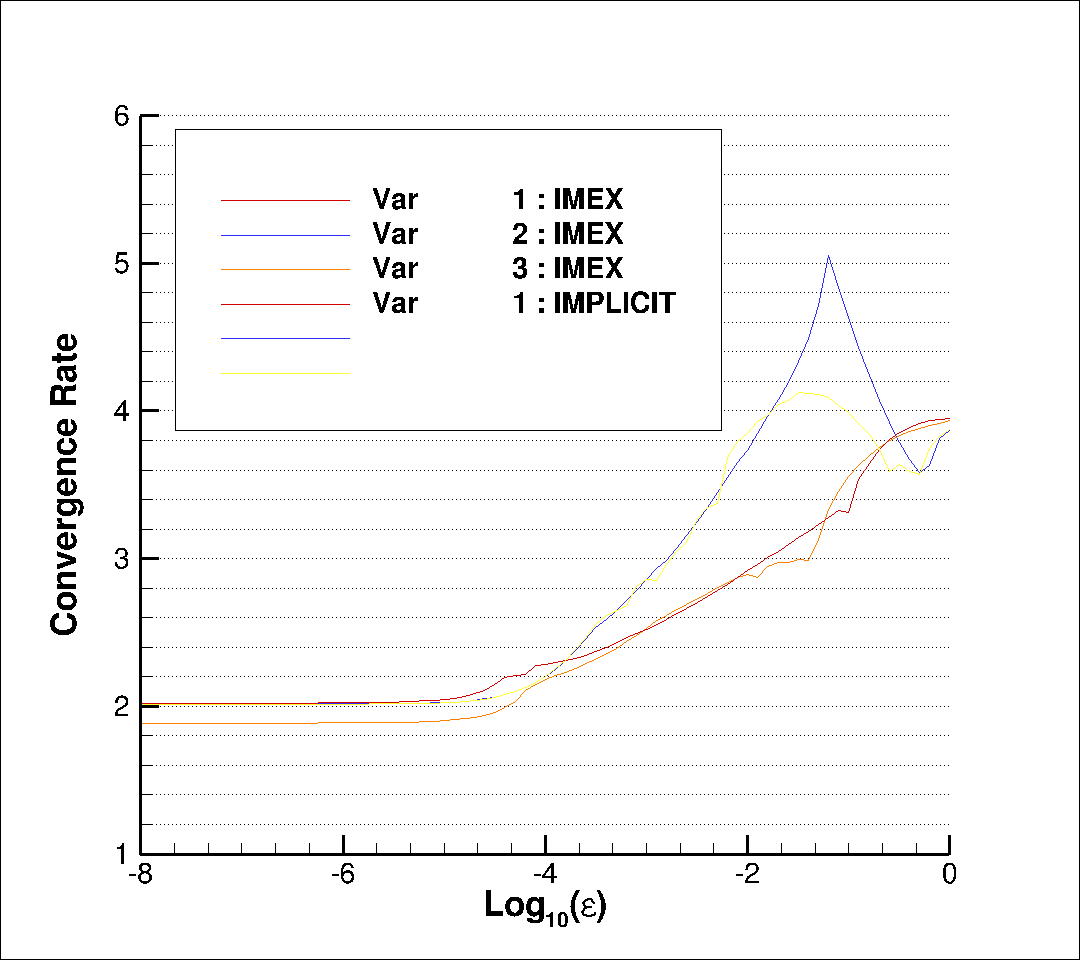 6
Var 1 : IMEX
Var 2 : IMEX
5
Var 3 : IMEX
Var 1 : IMPLICIT
4
Convergence Rate
3
2
1
-8 -6 -4 -2 0
Log10(ε)